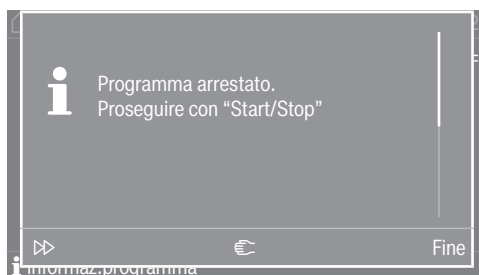 Programma arrestato.
Proseguire con “Start/Stop”
Fine
Informaz.programma